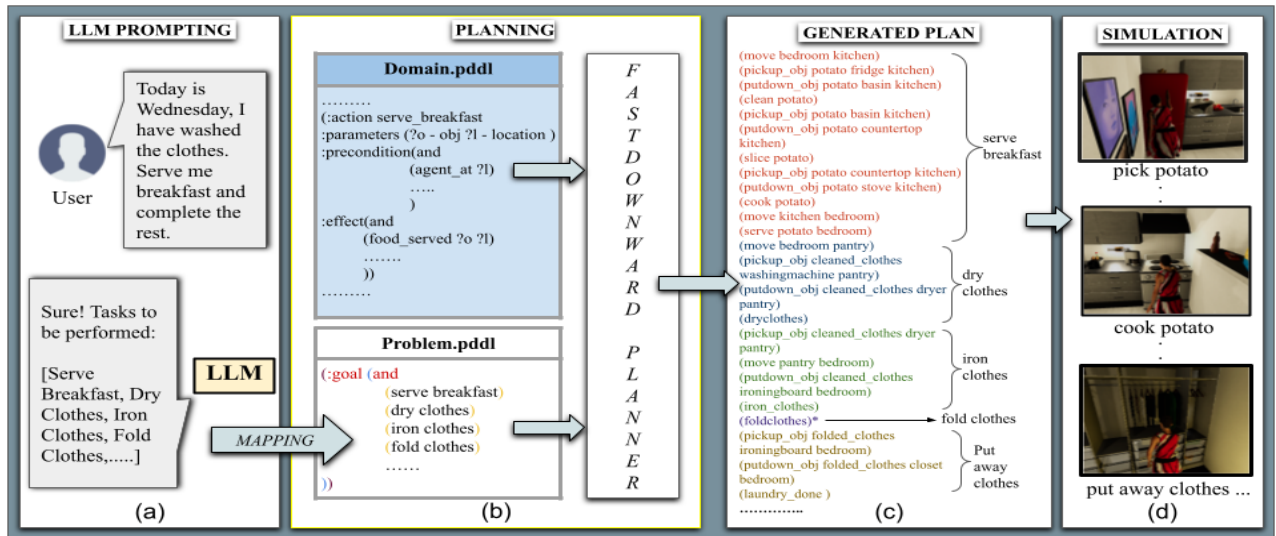 LLM PROMPTING
Today is
Wednesday, I
have washed
the clothes.
Serve me
breakfast and
complete the
rest.
User
Sure! Tasks to
be performed:
[Serve
Breakfast, Dry
Clothes, Iron
Clothes, Fold
Clothes,.....]
LLM
MAPPING
(a)
PLANNING
Domain.pddl
.........
(:action serve_breakfast
:parameters (?o - obj ?l - location )
:precondition(and
(agent_at ?l)
.....
)
:effect(and
(food_served ?o ?l)
.......
))
.........
Problem.pddl
(:goal (and
(serve breakfast)
(dry clothes)
(iron clothes)
(fold clothes)
......
))
F
A
S
T
D
O
W
N
W
A
R
D
P
L
A
N
N
E
R
(b)
GENERATED PLAN
(move bedroom kitchen)
(pickup_obj potato fridge kitchen)
(putdown_obj potato basin kitchen)
(clean potato)
(pickup_obj potato basin kitchen)
(putdown_obj potato countertop
kitchen)
(slice potato)
(pickup_obj potato countertop kitchen)
(putdown_obj potato stove kitchen)
(cook potato)
(move kitchen bedroom)
(serve potato bedroom)
(move bedroom pantry)
(pickup_obj cleaned_clothes
washingmachine pantry)
(putdown_obj cleaned_clothes dryer
pantry)
(dryclothes)
(pickup_obj cleaned_clothes dryer
pantry)
(move pantry bedroom)
(putdown_obj cleaned_clothes
ironingboard bedroom)
(iron_clothes)
(foldclothes)*
(pickup_obj folded_clothes
ironingboard bedroom)
(putdown_obj folded_clothes closet
bedroom)
(laundry_done )
..............
serve
breakfast
dry
clothes
iron
clothes
fold clothes
Put
away
clothes
(c)
SIMULATION
pick potato
.
.
cook potato
.
.
put away clothes ...
(d)